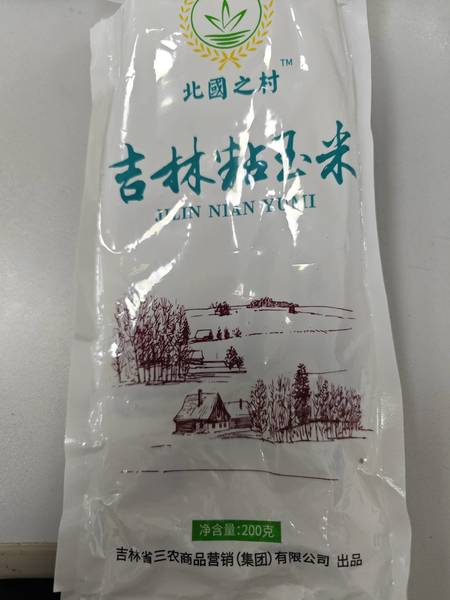 TM
北國之村
吉林粘玉米
JILIN NIAN YUMI
净含量:200克
吉林省三农商品营销(集团)有限公司 出品